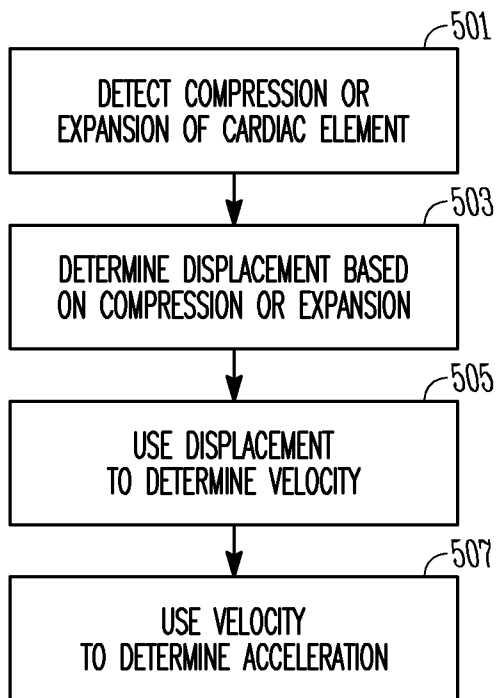 501
DETECT COMPRESSION OR
EXPANSION OF CARDIAC ELEMENT
503
DETERMINE DISPLACEMENT BASED
ON COMPRESSION OR EXPANSION
505
USE DISPLACEMENT
TO DETERMINE VELOCITY
507
USE VELOCITY
TO DETERMINE ACCELERATION